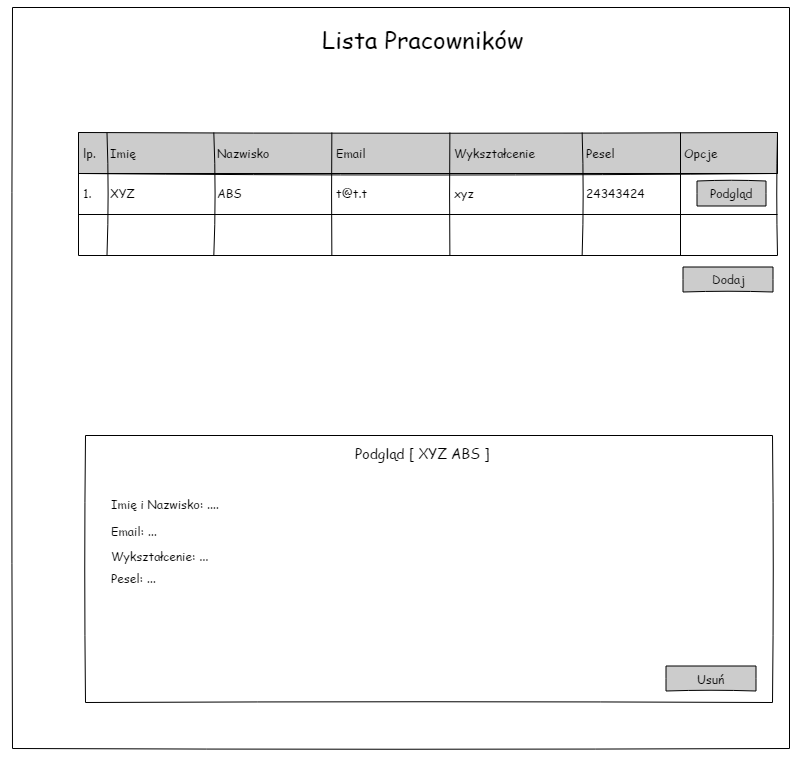 Lista Pracowników
lp. Imię Nazwisko Email Wykształcenie Pesel Opcje
1. XYZ ABS t@t.t xyz 24343424 Podgląd
Dodaj
Podgląd [ XYZ ABS ]
Imię i Nazwisko: ....
Email: ...
Wykształcenie: ...
Pesel: ...
Usuń